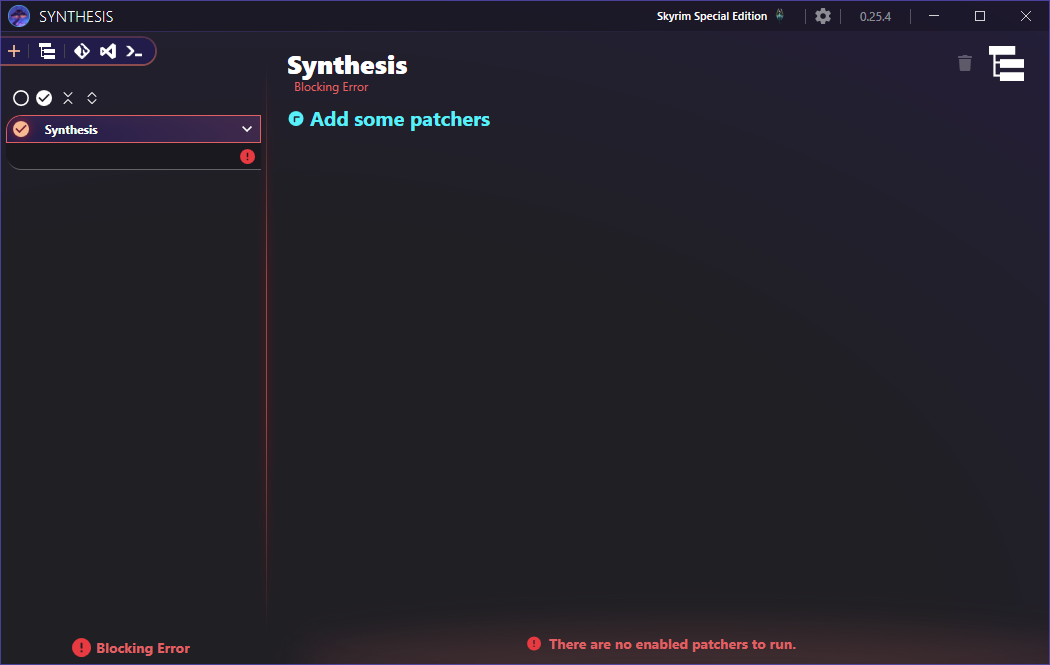 SYNTHESIS
Skyrim Special Edition
0.25.4
Synthesis
Blocking Error
Add some patchers
Synthesis
Blocking Error
There are no enabled patchers to run.